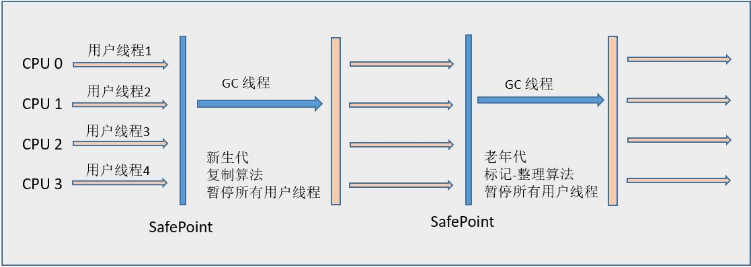 CPU 0
用户线程1
CPU 1
用户线程2
CPU 2
用户线程3
CPU 3
用户线程4
SafePoint
GC 线程
新生代
复制算法
暂停所有用户线程
SafePoint
GC 线程
老年代
标记-整理算法
暂停所有用户线程